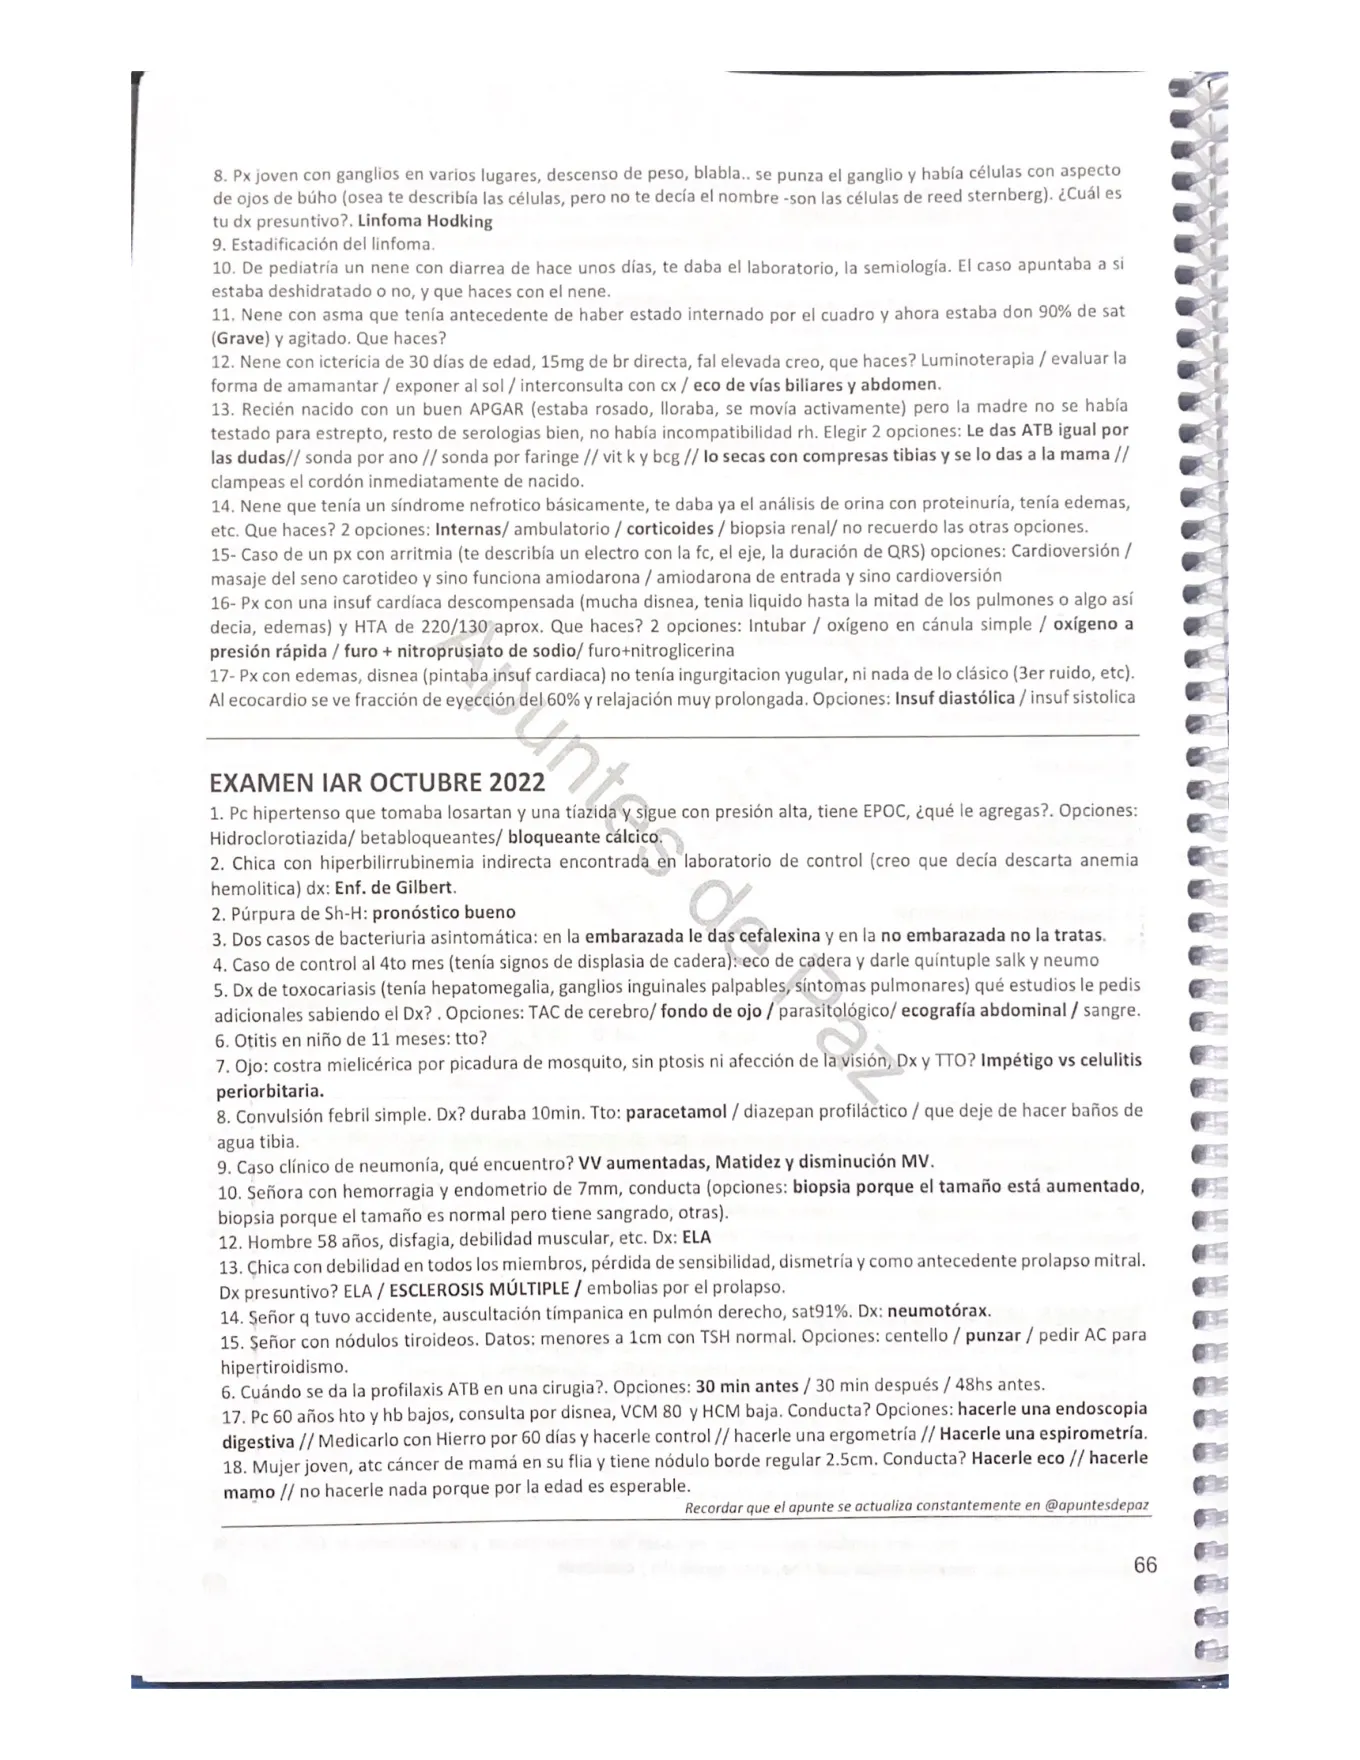 8. Px joven con ganglios en varios lugares, descenso de peso, blabla.. se punza el ganglio y había células con aspecto
de ojos de búho (osea te describía las células, pero no te decía el nombre -son las células de reed sternberg). ¿Cuál es
tu dx presuntivo?. Linfoma Hodking
9. Estadificación del linfoma.
10. De pediatría un nene con diarrea de hace unos días, te daba el laboratorio, la semiología. El caso apuntaba a si
estaba deshidratado o no, y que haces con el nene.
11. Nene con asma que tenía antecedente de haber estado internado por el cuadro y ahora estaba don 90% de sat
(Grave) y agitado. Que haces?
12. Nene con ictericia de 30 días de edad, 15mg de br directa, fal elevada creo, que haces? Luminoterapia / evaluar la
forma de amamantar / exponer al sol / interconsulta con cx / eco de vías biliares y abdomen.
13. Recién nacido con un buen APGAR (estaba rosado, lloraba, se movía activamente) pero la madre no se había
testado para estrepto, resto de serologias bien, no había incompatibilidad rh. Elegir 2 opciones: Le das ATB igual por
las dudas// sonda por ano // sonda por faringe // vit k y bcg // lo secas con compresas tibias y se lo das a la mama //
clampeas el cordón inmediatamente de nacido.
14. Nene que tenía un síndrome nefrotico básicamente, te daba ya el análisis de orina con proteinuría, tenía edemas,
etc. Que haces? 2 opciones: Internas/ ambulatorio / corticoides / biopsia renal/ no recuerdo las otras opciones.
15- Caso de un px con arritmia (te describía un electro con la fc, el eje, la duración de QRS) opciones: Cardioversión /
masaje del seno carotideo y sino funciona amiodarona / amiodarona de entrada y sino cardioversión
16- Px con una insuf cardíaca descompensada (mucha disnea, tenia liquido hasta la mitad de los pulmones o algo así
decia, edemas) y HTA de 220/130 aprox. Que haces? 2 opciones: Intubar / oxígeno en cánula simple / oxígeno a
presión rápida / furo + nitroprusiato de sodio/ furo+nitroglicerina
17- Px con edemas, disnea (pintaba insuf cardiaca) no tenía ingurgitacion yugular, ni nada de lo clásico (3er ruido, etc).
Al ecocardio se ve fracción de eyección del 60% y relajación muy prolongada. Opciones: Insuf diastólica / insuf sistolica
EXAMEN IAR OCTUBRE 2022
1. Pc hipertenso que tomaba losartan y una tíazida y sigue con presión alta, tiene EPOC, ¿qué le agregas?. Opciones:
Hidroclorotiazida/ betabloqueantes/ bloqueante cálcico.
2. Chica con hiperbilirrubinemia indirecta encontrada en laboratorio de control (creo que decía descarta anemia
hemolitica) dx: Enf. de Gilbert.
2. Púrpura de Sh-H: pronóstico bueno
3. Dos casos de bacteriuria asintomática: en la embarazada le das cefalexina y en la no embarazada no la tratas.
4. Caso de control al 4to mes (tenía signos de displasia de cadera): eco de cadera y darle quíntuple salk y neumo
5. Dx de toxocariasis (tenía hepatomegalia, ganglios inguinales palpables, síntomas pulmonares) qué estudios le pedis
adicionales sabiendo el Dx? . Opciones: TAC de cerebro/ fondo de ojo / parasitológico/ ecografía abdominal / sangre.
6. Otitis en niño de 11 meses: tto?
7. Ojo: costra mielicérica por picadura de mosquito, sin ptosis ni afección de la visión, Dx y TTO? Impétigo vs celulitis
periorbitaria.
8. Convulsión febril simple. Dx? duraba 10min. Tto: paracetamol / diazepan profiláctico / que deje de hacer baños de
agua tibia.
9. Caso clínico de neumonía, qué encuentro? VV aumentadas, Matidez y disminución MV.
10. Señora con hemorragia y endometrio de 7mm, conducta (opciones: biopsia porque el tamaño está aumentado,
biopsia porque el tamaño es normal pero tiene sangrado, otras).
12. Hombre 58 años, disfagia, debilidad muscular, etc. Dx: ELA
13. Chica con debilidad en todos los miembros, pérdida de sensibilidad, dismetría y como antecedente prolapso mitral.
Dx presuntivo? ELA / ESCLEROSIS MÚLTIPLE / embolias por el prolapso.
14. Señor q tuvo accidente, auscultación tímpanica en pulmón derecho, sat91%. Dx: neumotórax.
15. Señor con nódulos tiroideos. Datos: menores a 1cm con TSH normal. Opciones: centello / punzar / pedir AC para
hipertiroidismo.
6. Cuándo se da la profilaxis ATB en una cirugia?. Opciones: 30 min antes / 30 min después / 48hs antes.
17. Pc 60 años hto y hb bajos, consulta por disnea, VCM 80 y HCM baja. Conducta? Opciones: hacerle una endoscopia
digestiva // Medicarlo con Hierro por 60 días y hacerle control // hacerle una ergometría // Hacerle una espirometría.
18. Mujer joven, atc cáncer de mamá en su flia y tiene nódulo borde regular 2.5cm. Conducta? Hacerle eco // hacerle
mamo // no hacerle nada porque por la edad es esperable.
Recordar que el apunte se actualiza constantemente en @apuntesdepaz
66
Apuntes de Paz